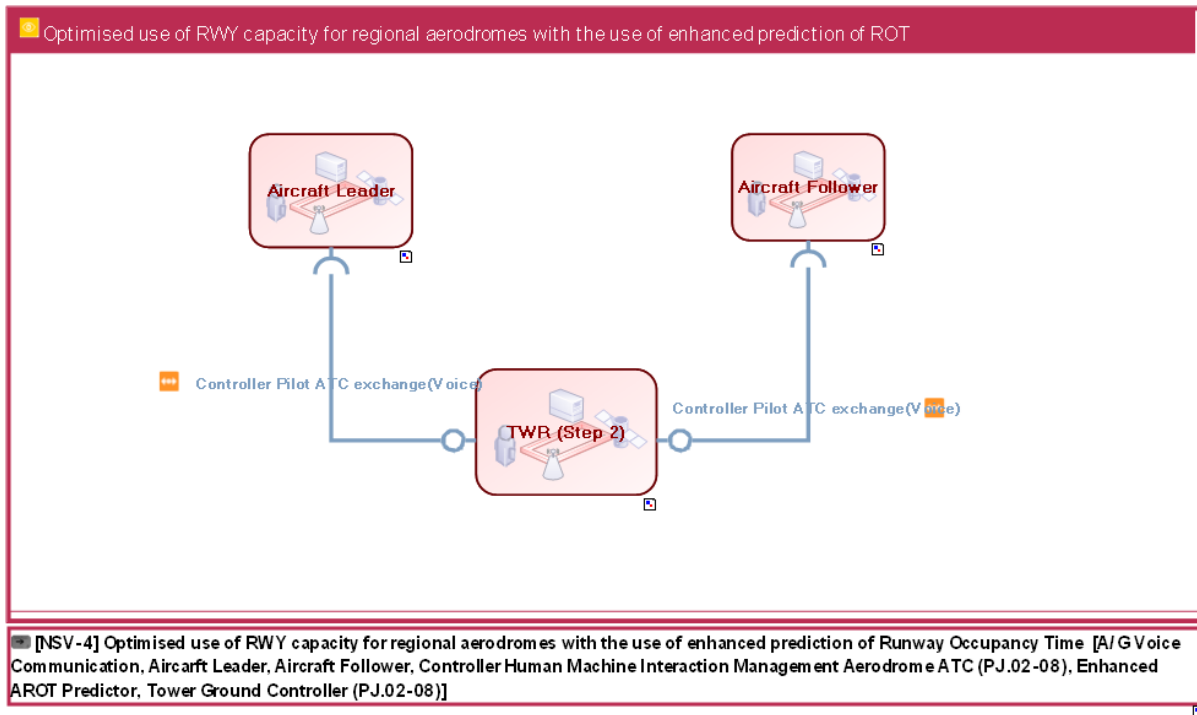 Optimised use of RWY capacity for regional aerodromes with the use of enhanced prediction of ROT
Aircraft Leader
Aircraft Follower
Controller Pilot ATC exchange(Voice)
Controller Pilot ATC exchange(Voice)
TWR (Step 2)
[NSV-4] Optimised use of RWY capacity for regional aerodromes with the use of enhanced prediction of Runway Occupancy Time [A/G Voice
Communication, Aircarft Leader, Aircraft Follower, Controller Human Machine Interaction Management Aerodrome ATC (PJ.02-08), Enhanced
AROT Predictor, Tower Ground Controller (PJ.02-08)]